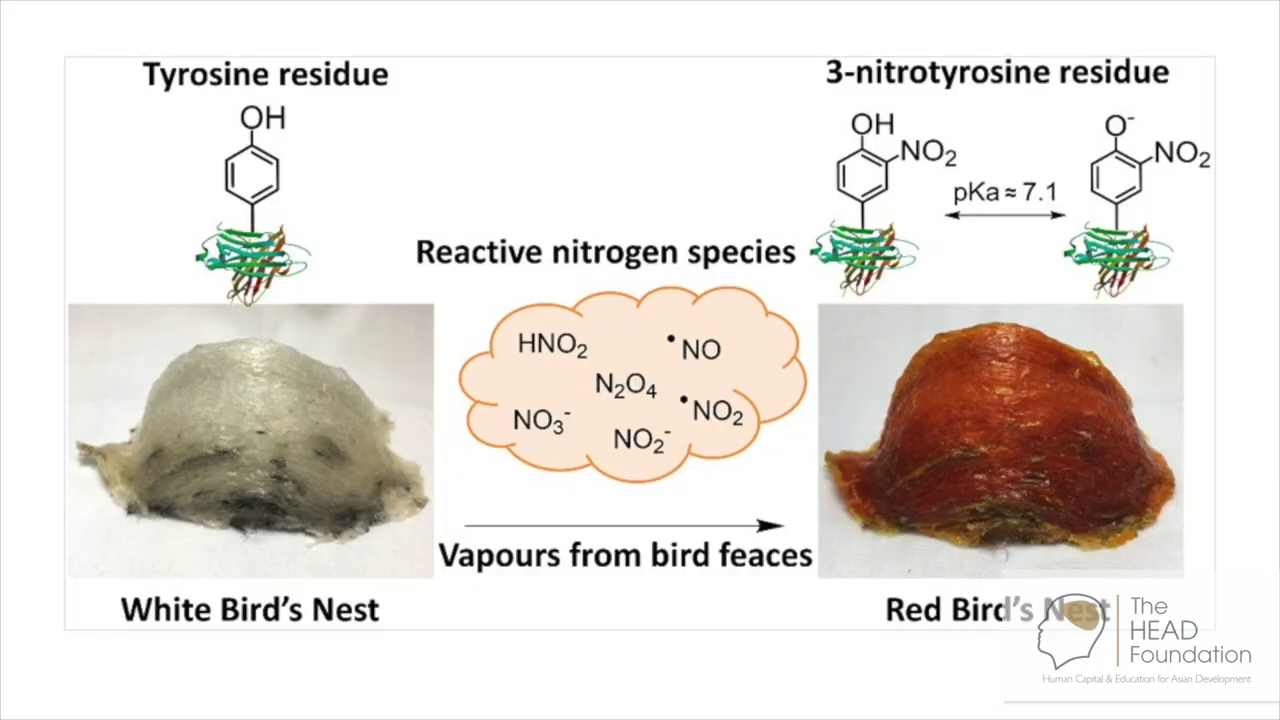 Tyrosine residue
3-nitrotyrosine residue
OH
OH
NO₂
pKa ≈ 7.1
O⁻
NO₂
Reactive nitrogen species
HNO₂
•NO
N₂O₄
NO₃⁻
•NO₂
NO₂⁻
Vapours from bird feaces
White Bird's Nest
Red Bird's Nest
The
HEAD
Foundation
Human Capital & Education for Asian Development